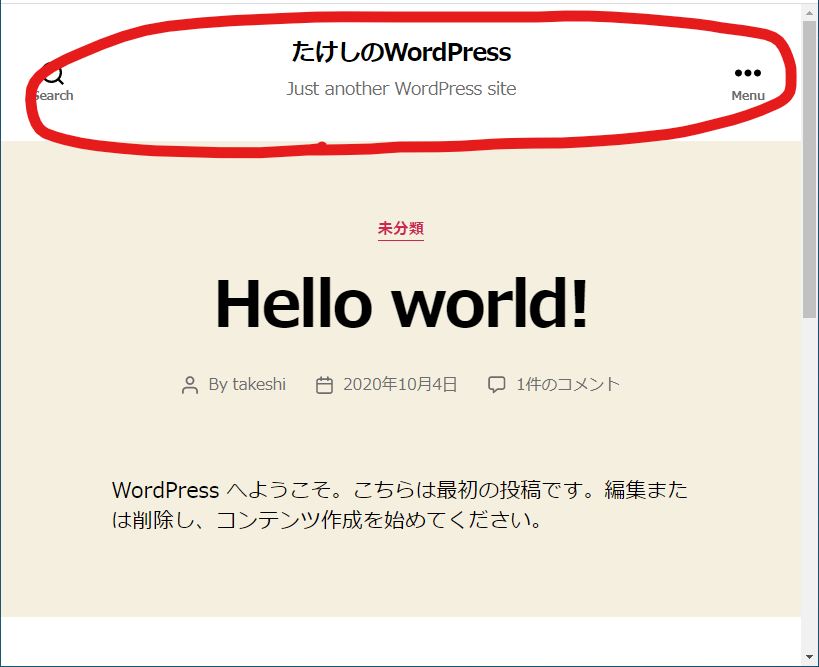 たけしのWordPress
Just another WordPress site
Search
Menu
未分類
Hello world!
By takeshi 2020年10月4日 1件のコメント
WordPress へようこそ。こちらは最初の投稿です。編集また
は削除し、コンテンツ作成を始めてください。